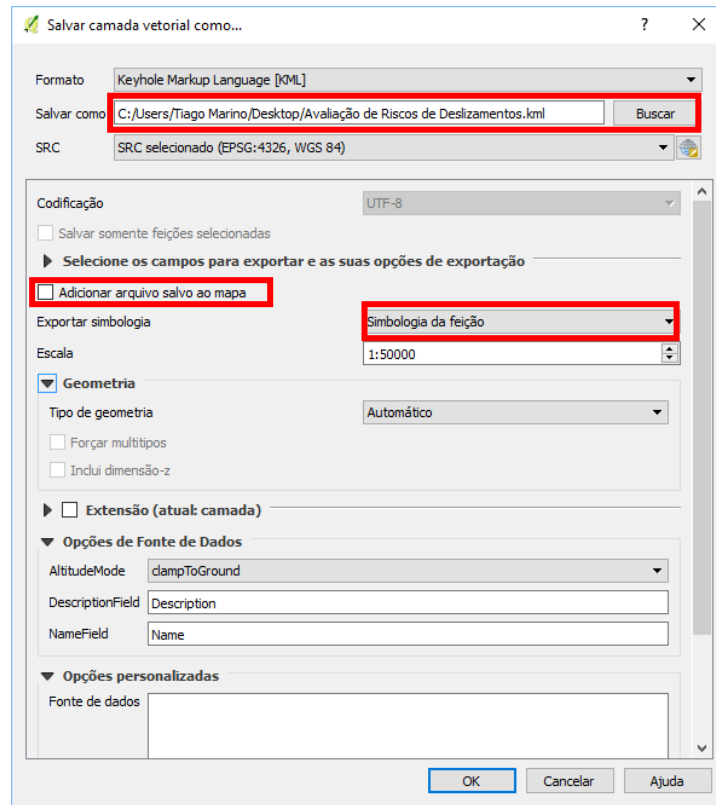 Salvar camada vetorial como...
?
Formato Keyhole Markup Language [KML]
Salvar como C:/Users/Tiago Marino/Desktop/Avaliação de Riscos de Deslizamentos.kml Buscar
SRC SRC selecionado (EPSG:4326, WGS 84)
Codificação UTF-8
Salvar somente feições selecionadas
Selecione os campos para exportar e as suas opções de exportação
Adicionar arquivo salvo ao mapa
Exportar simbologia Simbologia da feição
Escala 1:50000
Geometria
Tipo de geometria Automático
Forçar multitipos
Inclui dimensão-z
Extensão (atual: camada)
Opções de Fonte de Dados
AltitudeMode clampToGround
DescriptionField Description
NameField Name
Opções personalizadas
Fonte de dados
OK Cancelar Ajuda